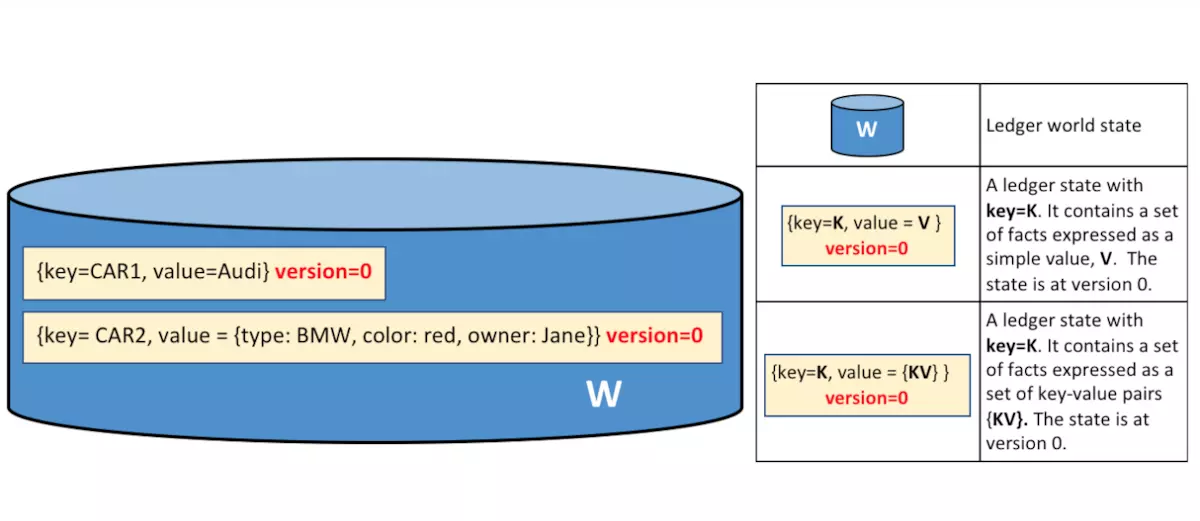 {key=CAR1, value=Audi} version=0
{key= CAR2, value = {type: BMW, color: red, owner: Jane}} version=0
W
W
Ledger world state
{key=K, value = V }
version=0
A ledger state with
key=K. It contains a set
of facts expressed as a
simple value, V.  The
state is at version 0.
{key=K, value = {KV} }
version=0
A ledger state with
key=K. It contains a set
of facts expressed as a
set of key-value pairs
{KV}. The state is at
version 0.